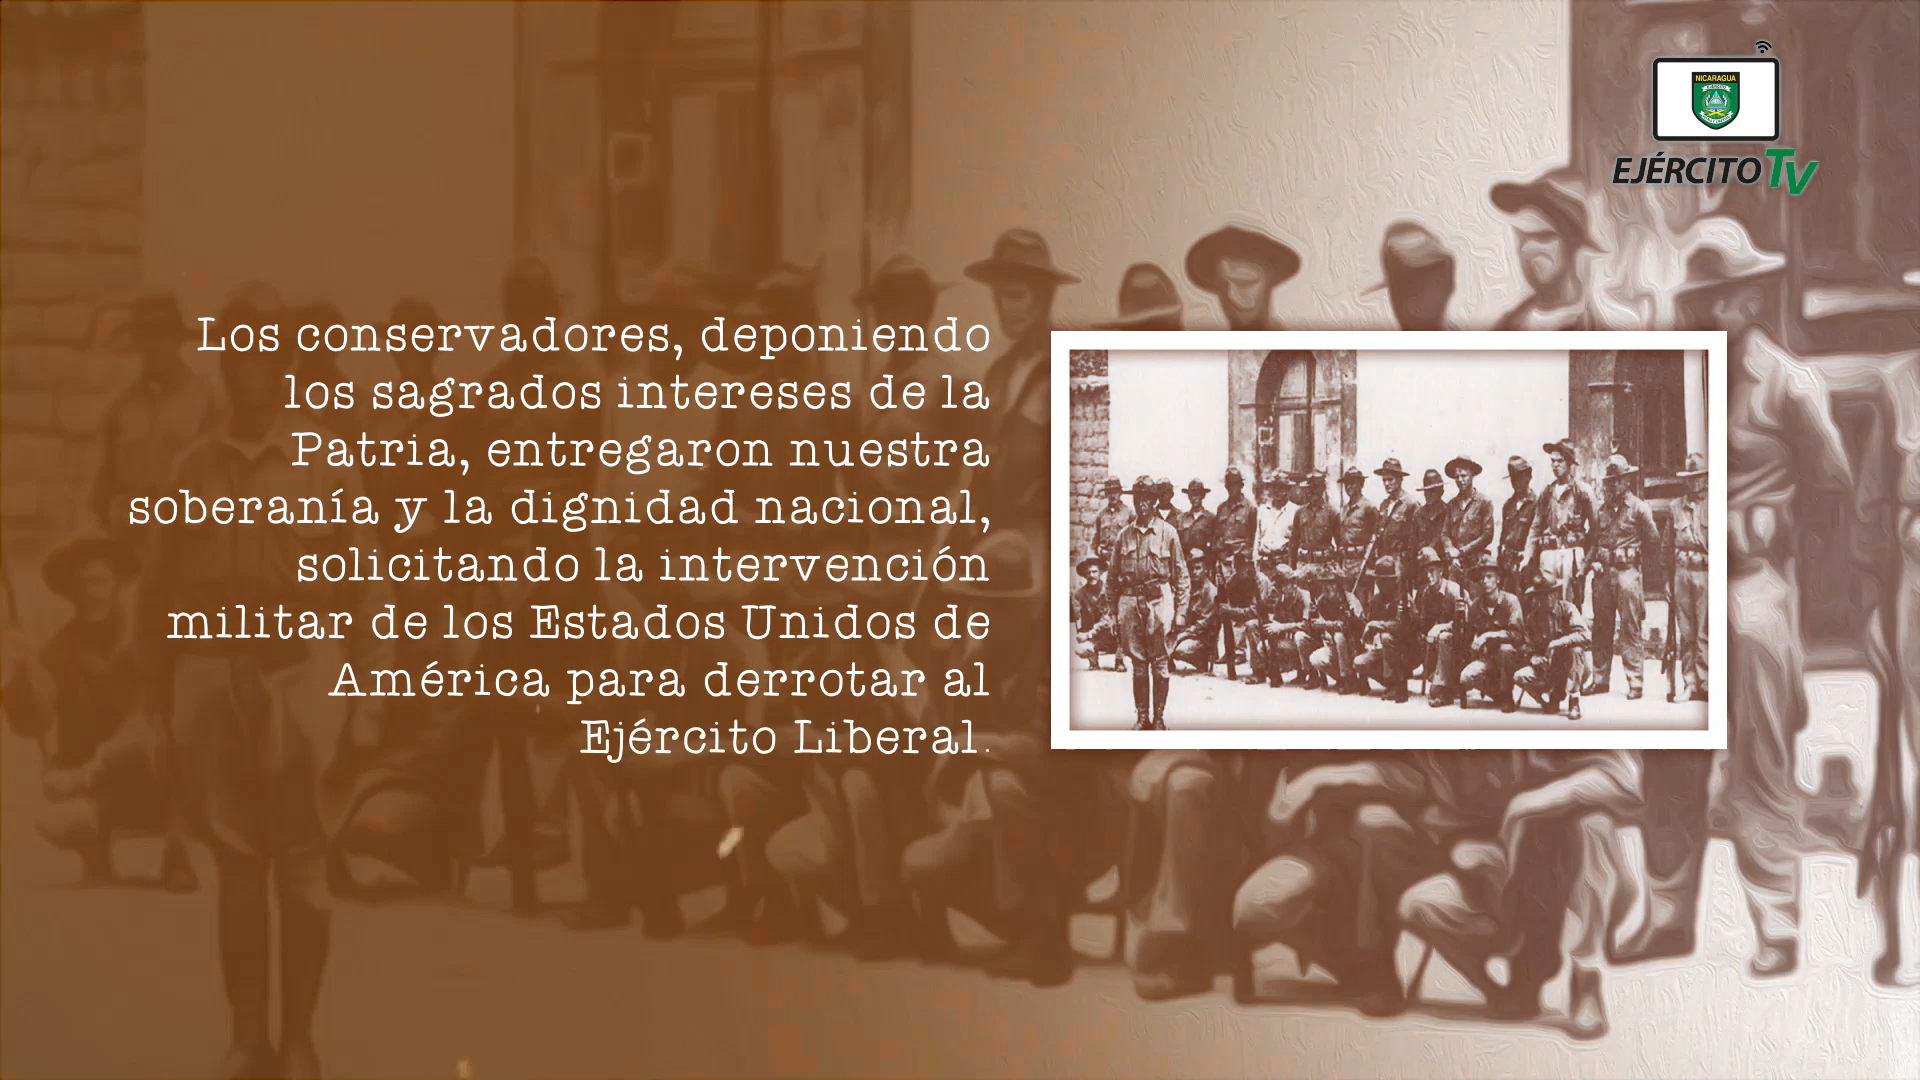 NICARAGUA
EJÉRCITO TV
Los conservadores, deponiendo
los sagrados intereses de la
Patria, entregaron nuestra
soberanía y la dignidad nacional,
solicitando la intervención
militar de los Estados Unidos de
América para derrotar al
Ejército Liberal.